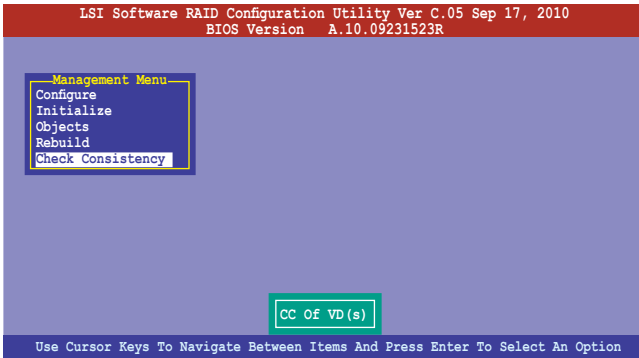 LSI Software RAID Configuration Utility Ver C.05 Sep 17, 2010
BIOS Version A.10.09231523R
Management Menu
Configure
Initialize
Objects
Rebuild
Check Consistency
CC Of VD(s)
Use Cursor Keys To Navigate Between Items And Press Enter To Select An Option